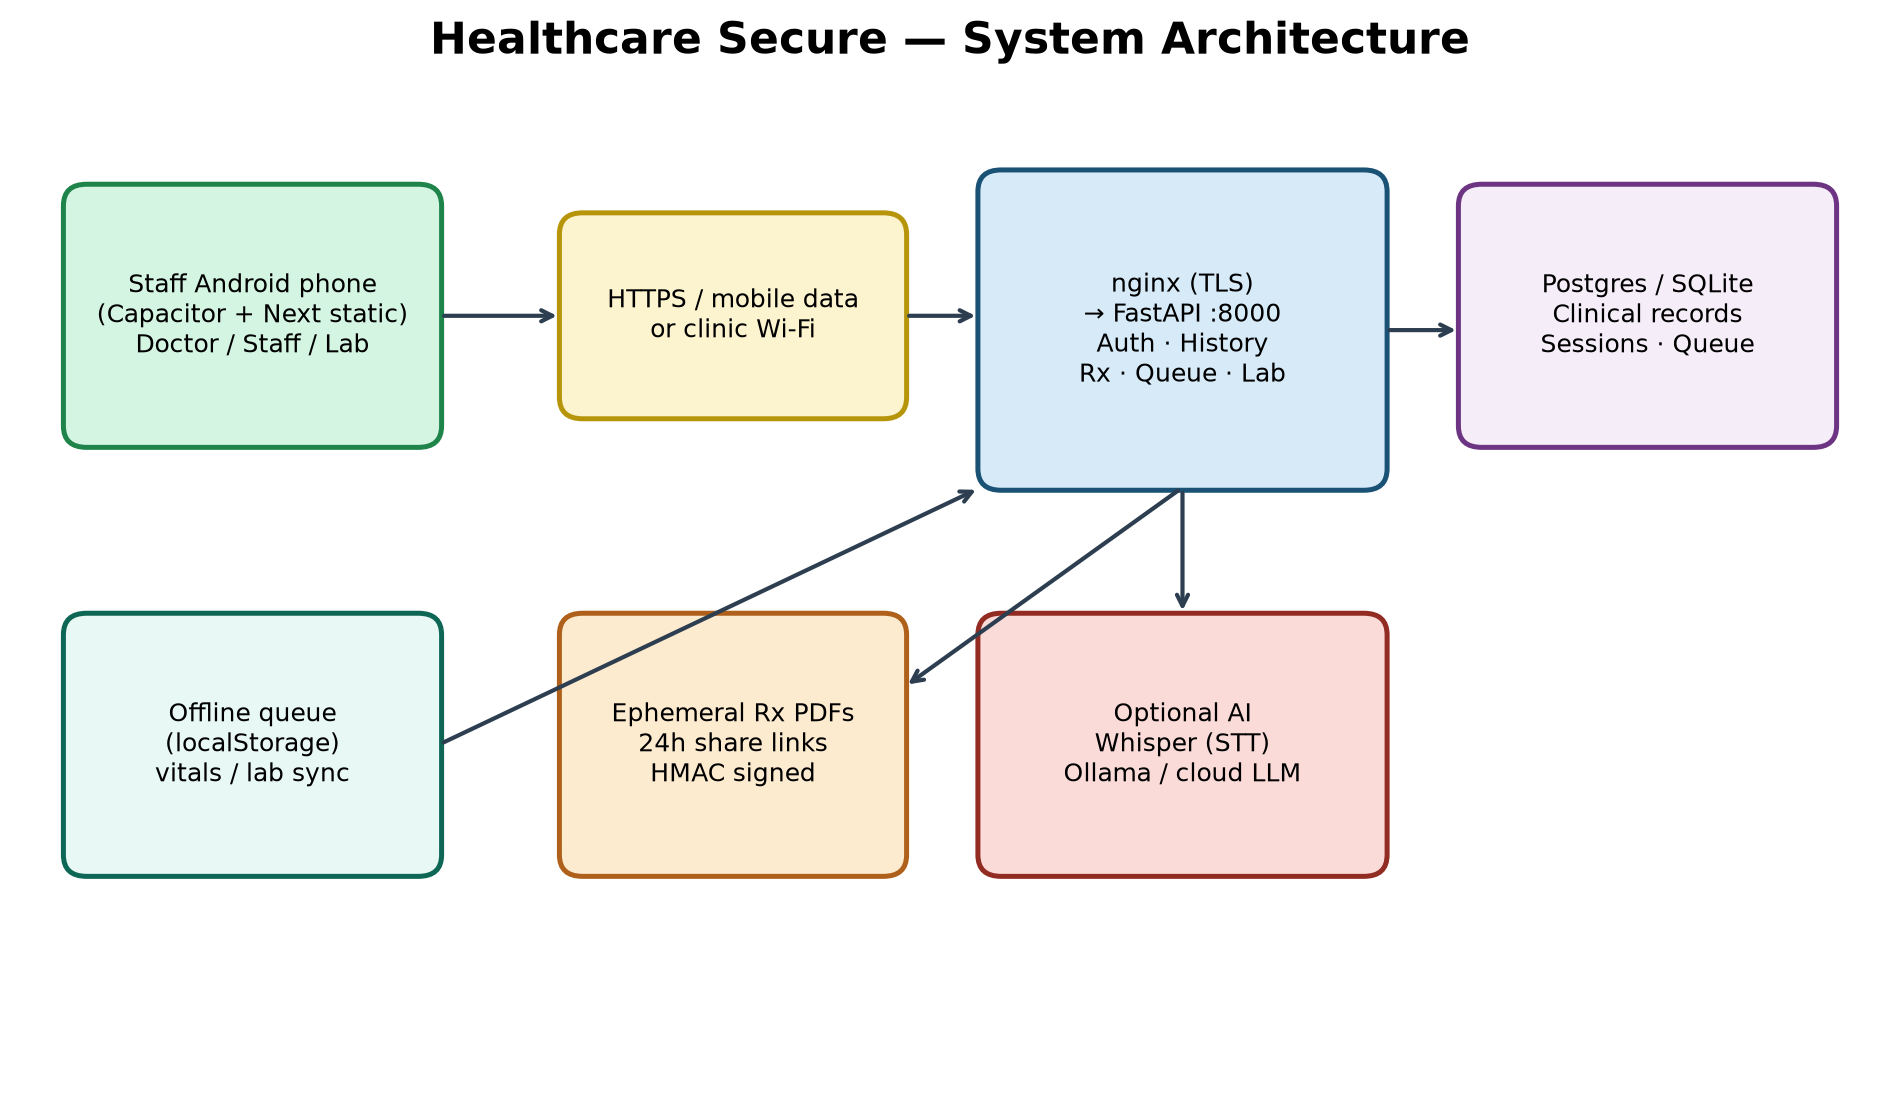 Healthcare Secure — System Architecture
Staff Android phone
(Capacitor + Next static)
Doctor / Staff / Lab
HTTPS / mobile data
or clinic Wi-Fi
nginx (TLS)
→ FastAPI :8000
Auth · History
Rx · Queue · Lab
Postgres / SQLite
Clinical records
Sessions · Queue
Offline queue
(localStorage)
vitals / lab sync
Ephemeral Rx PDFs
24h share links
HMAC signed
Optional AI
Whisper (STT)
Ollama / cloud LLM